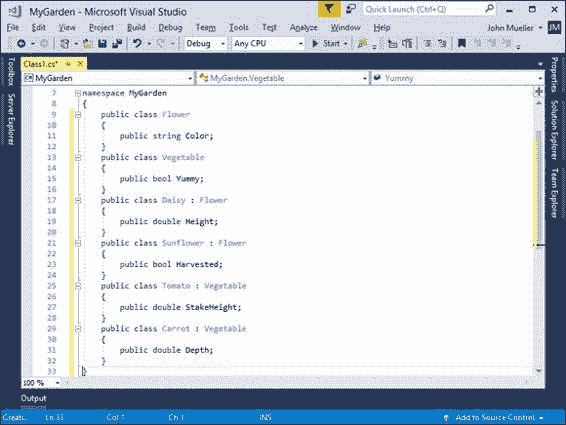 MyGarden - Microsoft Visual Studio
Quick Launch (Ctrl+Q)
File Edit View Project Build Debug Team Tools Test Analyze Window
John Mueller JM
Help
Debug Any CPU Start
Class1.cs*
MyGarden MyGarden.Vegetable Yummy
Toolbox
Server Explorer
Properties
Solution Explorer
Team Explorer
7 namespace MyGarden
8 {
9 public class Flower
10 {
11 public string Color;
12 }
13 public class Vegetable
14 {
15 public bool Yummy;
16 }
17 public class Daisy : Flower
18 {
19 public double Height;
20 }
21 public class Sunflower : Flower
22 {
23 public bool Harvested;
24 }
25 public class Tomato : Vegetable
26 {
27 public double StakeHeight;
28 }
29 public class Carrot : Vegetable
30 {
31 public double Depth;
32 }
33 }
100 %
Output
Creati... Ln 33 Ch 1 INS Add to Source Control